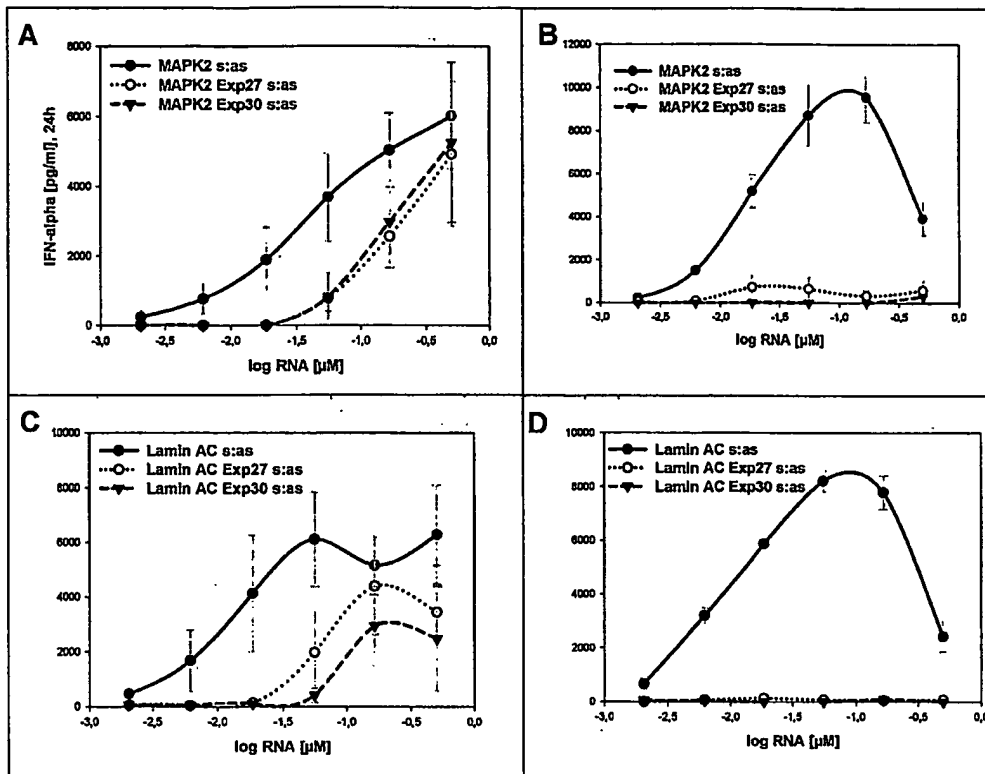 A
8000
6000
4000
2000
0
IFN-alpha [pg/ml], 24h
MAPK2 s:as
MAPK2 Exp27 s:as
MAPK2 Exp30 s:as
-3,0 -2,5 -2,0 -1,5 -1,0 -0,5 0,0
log RNA [µM]
B
12000
10000
8000
6000
4000
2000
0
MAPK2 s:as
MAPK2 Exp27 s:as
MAPK2 Exp30 s:as
-3,0 -2,5 -2,0 -1,5 -1,0 -0,5 0,0
log RNA [µM]
C
10000
8000
6000
4000
2000
0
Lamin AC s:as
Lamin AC Exp27 s:as
Lamin AC Exp30 s:as
-3,0 -2,5 -2,0 -1,5 -1,0 -0,5 0,0
log RNA [µM]
D
10000
8000
6000
4000
2000
0
Lamin AC s:as
Lamin AC Exp27 s:as
Lamin AC Exp30 s:as
-3,0 -2,5 -2,0 -1,5 -1,0 -0,5 0,0
log RNA [µM]